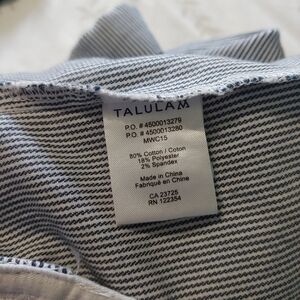 TALULAM
P.O. # 4500013279
P.O. # 4500013280
MWC15
80% Cotton / Coton
18% Polyester
2% Spandex
Made in China
Fabriqué en Chine
CA 23725
RN 122354